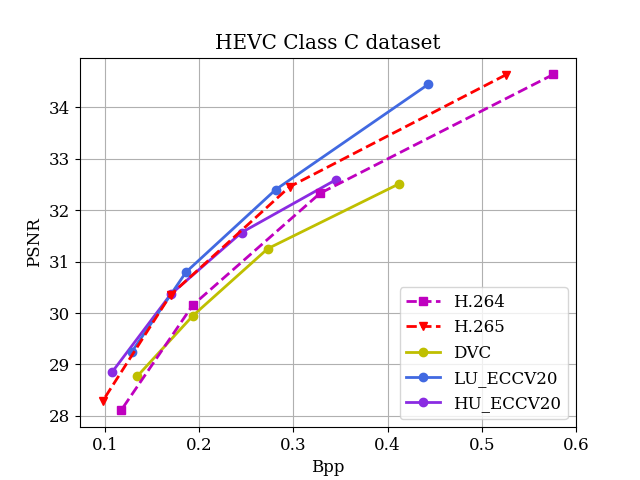 HEVC Class C dataset
PSNR
34
33
32
31
30
29
28
0.1 0.2 0.3 0.4 0.5 0.6
Bpp
H.264
H.265
DVC
LU_ECCV20
HU_ECCV20